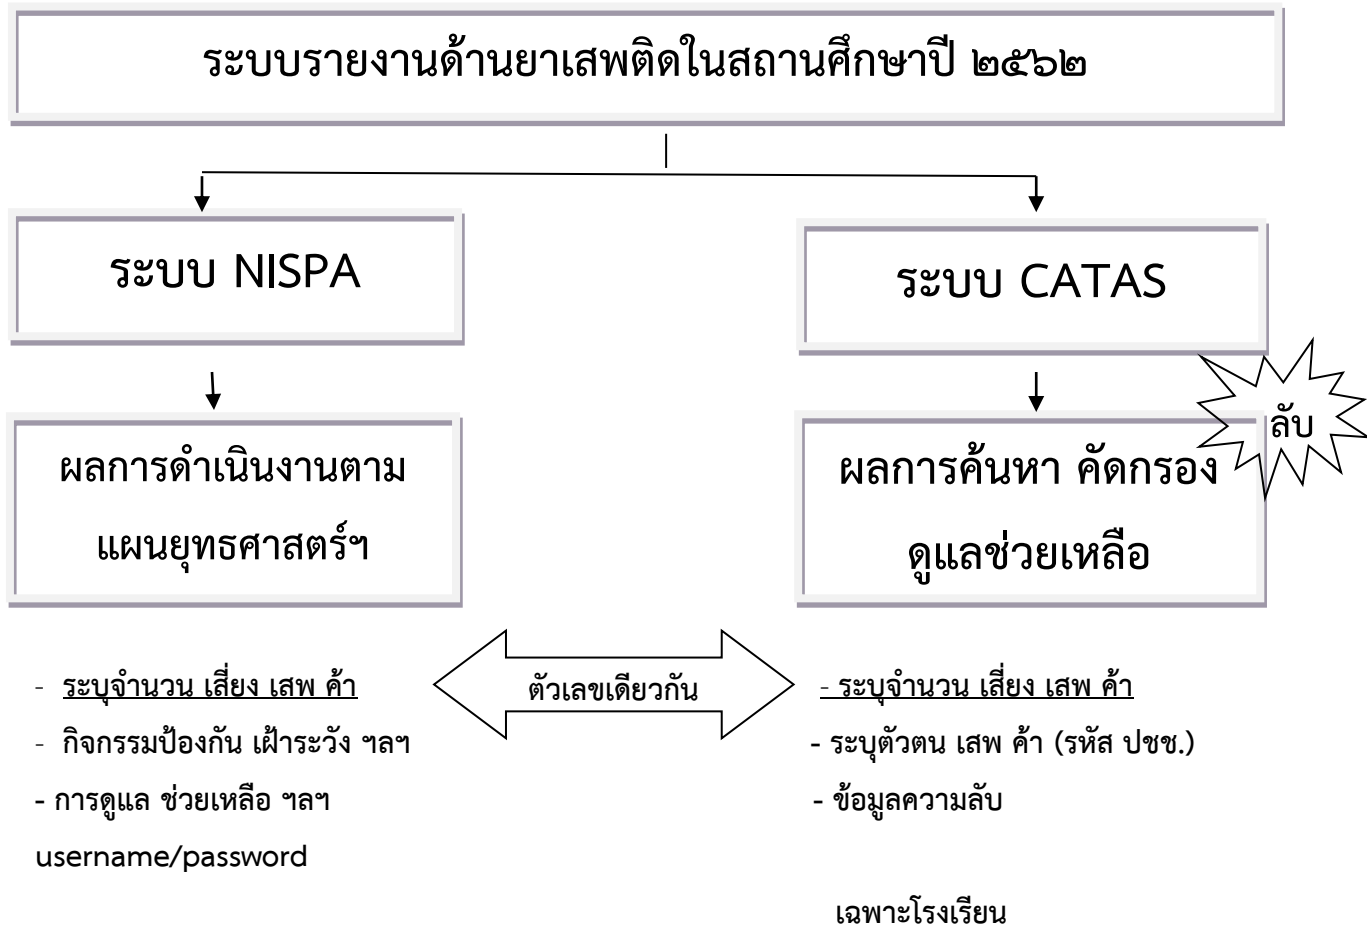 ระบบรายงานด้านยาเสพติดในสถานศึกษาปี ๒๕๖๒
ระบบ NISPA
ระบบ CATAS
ลับ
ผลการดำเนินงานตาม
แผนยุทธศาสตร์ฯ
ผลการค้นหา คัดกรอง
ดูแลช่วยเหลือ
- ระบุจำนวน เสี่ยง เสพ ค้า
- กิจกรรมป้องกัน เฝ้าระวัง ฯลฯ
- การดูแล ช่วยเหลือ ฯลฯ
username/password
ตัวเลขเดียวกัน
- ระบุจำนวน เสี่ยง เสพ ค้า
- ระบุตัวตน เสพ ค้า (รหัส ปชช.)
- ข้อมูลความลับ
เฉพาะโรงเรียน